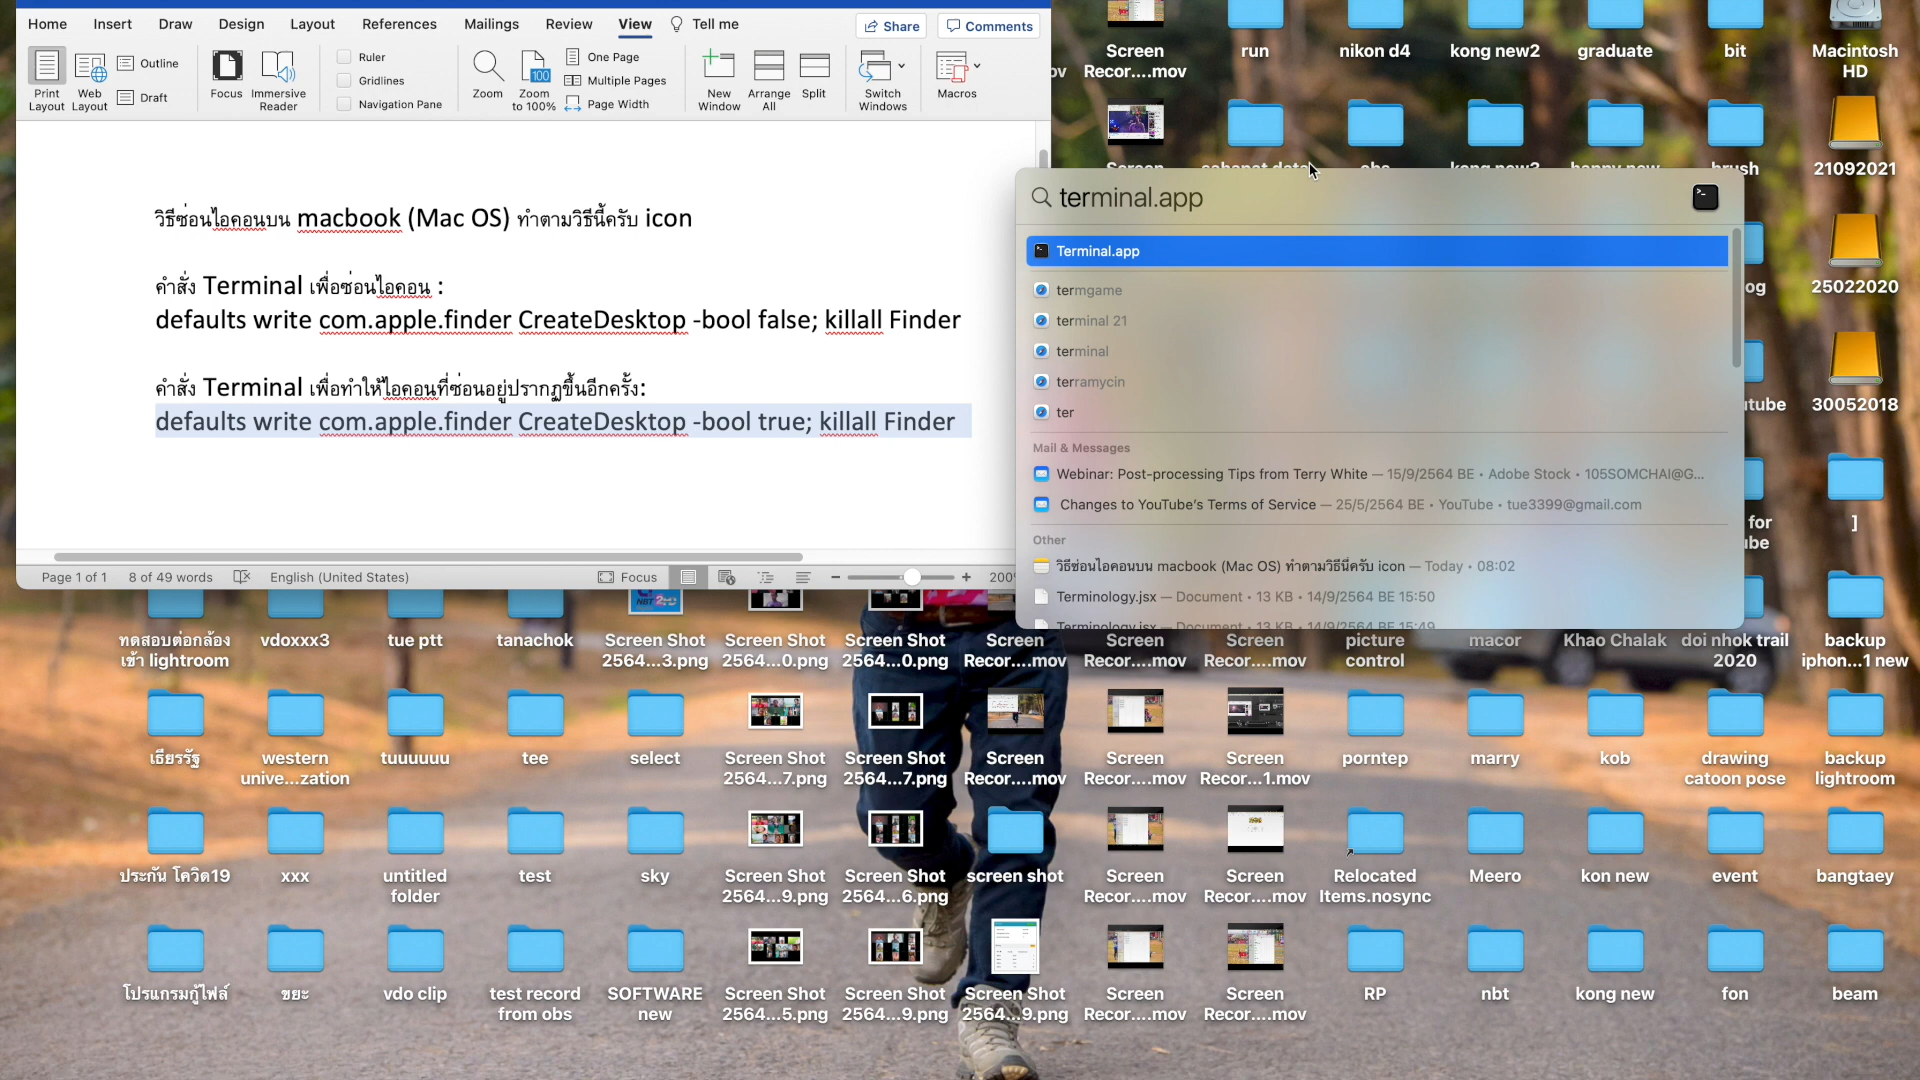 Home Insert Draw Design Layout References Mailings Review View Tell me Share Comments
Print Layout Web Layout Outline Draft Focus Immersive Reader Ruler Gridlines Navigation Pane Zoom Zoom to 100% 100 One Page Multiple Pages Page Width New Window Arrange All Split Switch Windows Macros
วิธีซ่อนไอคอนบน macbook (Mac OS) ทำตามวิธีนี้ครับ icon
คำสั่ง Terminal เพื่อซ่อนไอคอน :
defaults write com.apple.finder CreateDesktop -bool false; killall Finder
คำสั่ง Terminal เพื่อทำให้ไอคอนที่ซ่อนอยู่ปรากฏขึ้นอีกครั้ง:
defaults write com.apple.finder CreateDesktop -bool true; killall Finder
Page 1 of 1 8 of 49 words English (United States) Focus
Screen Recor....mov run nikon d4 kong new2 graduate bit Macintosh HD
21092021
25022020
30052018
]
terminal.app
Terminal.app
termgame
terminal 21
terminal
terramycin
ter
Mail & Messages
Webinar: Post-processing Tips from Terry White — 15/9/2564 BE • Adobe Stock • 105SOMCHAI@G...
Changes to YouTube's Terms of Service — 25/5/2564 BE • YouTube • tue3399@gmail.com
Other
วิธีซ่อนไอคอนบน macbook (Mac OS) ทำตามวิธีนี้ครับ icon — Today • 08:02
Terminology.jsx — Document • 13 KB • 14/9/2564 BE 15:50
Terminology.jsx — Document • 13 KB • 14/9/2564 BE 15:49
ทดสอบต่อกล้อง เข้า lightroom vdoxxx3 tue ptt tanachok Screen Shot 2564...3.png Screen Shot 2564...0.png Screen Shot 2564...0.png Screen Recor....mov Screen Recor....mov Screen Recor....mov picture control macor Khao Chalak doi nhok trail 2020 backup iphon...1 new
เธียรรัฐ western unive...zation tuuuuuu tee select Screen Shot 2564...7.png Screen Shot 2564...7.png Screen Recor....mov Screen Recor....mov Screen Recor...1.mov porntep marry kob drawing catoon pose backup lightroom
ประกัน โควิด19 xxx untitled folder test sky Screen Shot 2564...9.png Screen Shot 2564...6.png screen shot Screen Recor....mov Screen Recor....mov Relocated Items.nosync Meero kon new event bangtaey
โปรแกรมกู้ไฟล์ ขยะ vdo clip test record from obs SOFTWARE new Screen Shot 2564...5.png Screen Shot 2564...9.png Screen Shot 2564...9.png Screen Recor....mov Screen Recor....mov RP nbt kong new fon beam